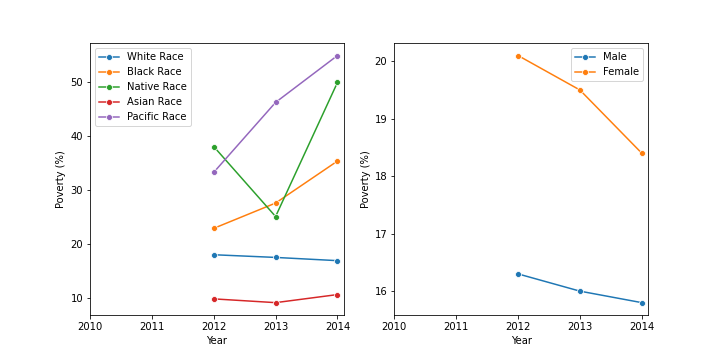 White Race
Black Race
Native Race
Asian Race
Pacific Race
50
40
30
20
10
Poverty (%)
2010 2011 2012 2013 2014
Year
Male
Female
20
19
18
17
16
Poverty (%)
2010 2011 2012 2013 2014
Year